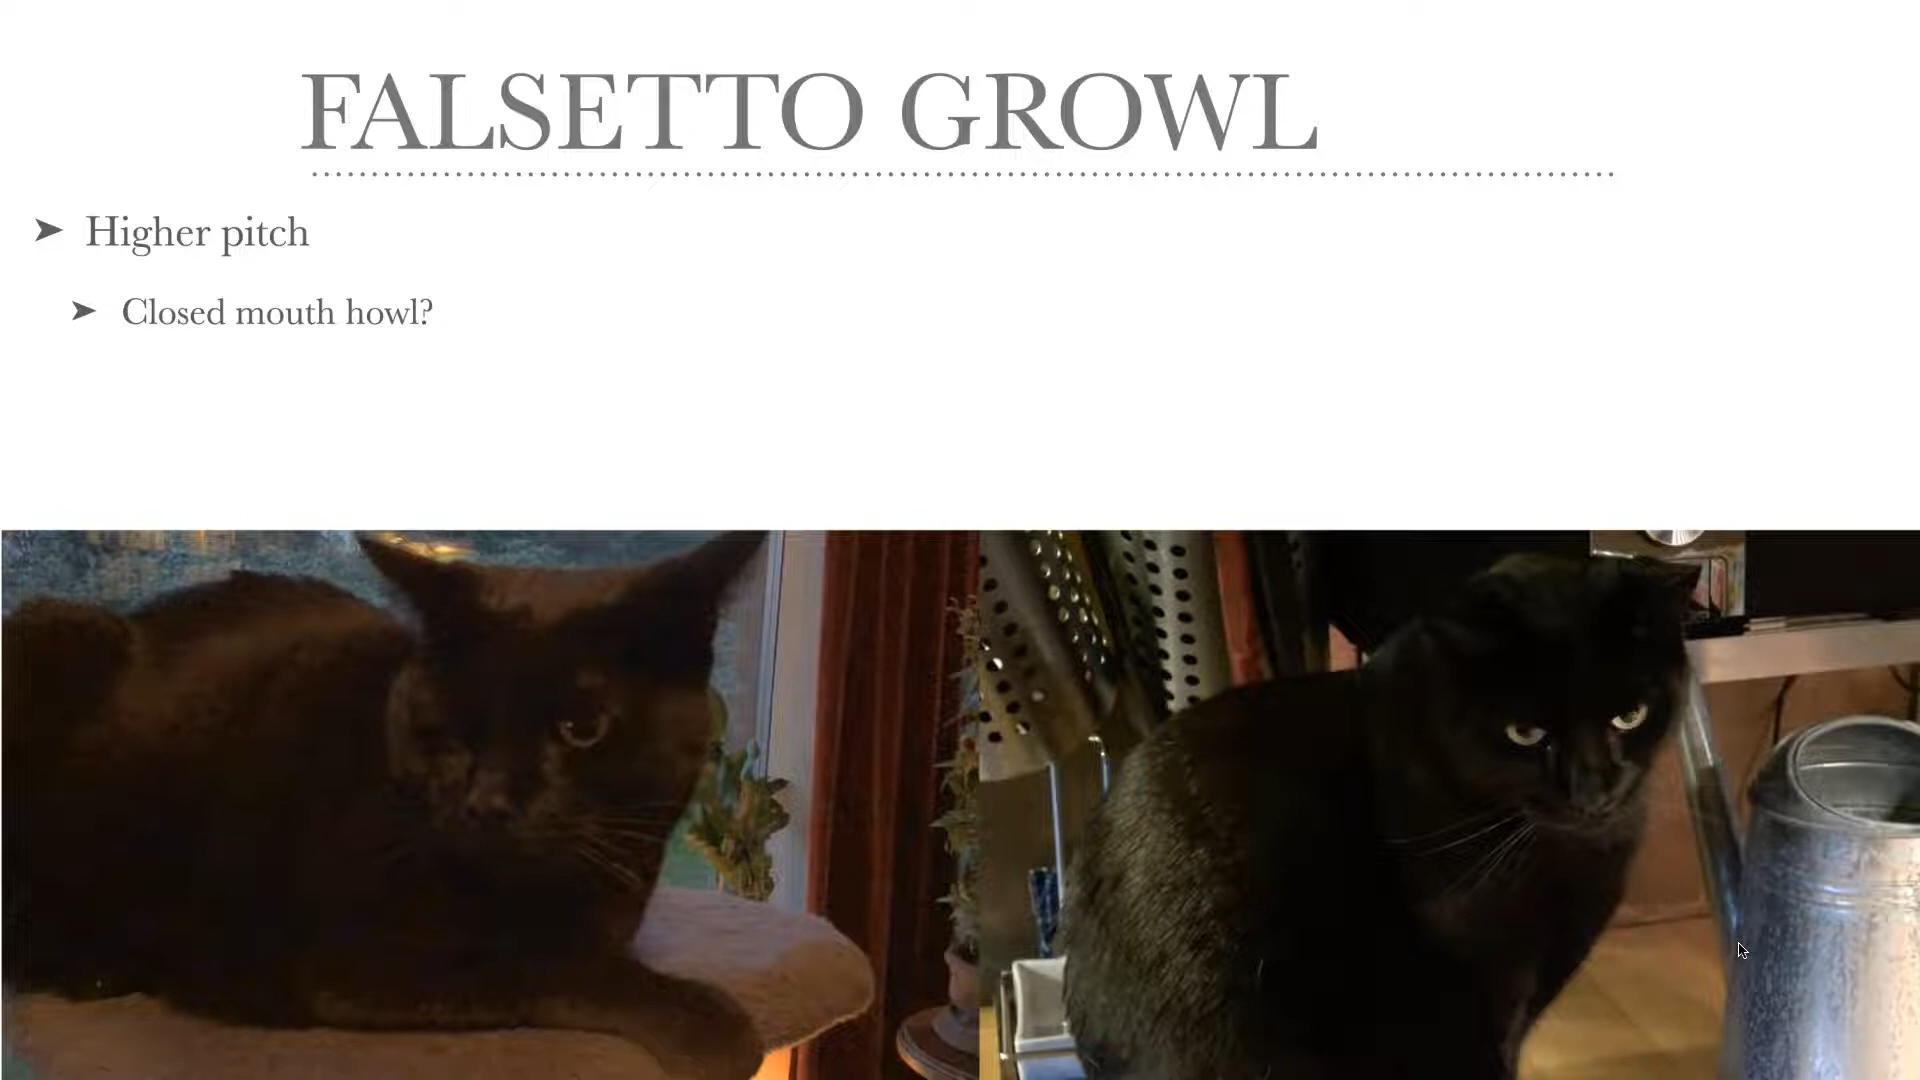 FALSETTO GROWL
➤ Higher pitch
➤ Closed mouth howl?